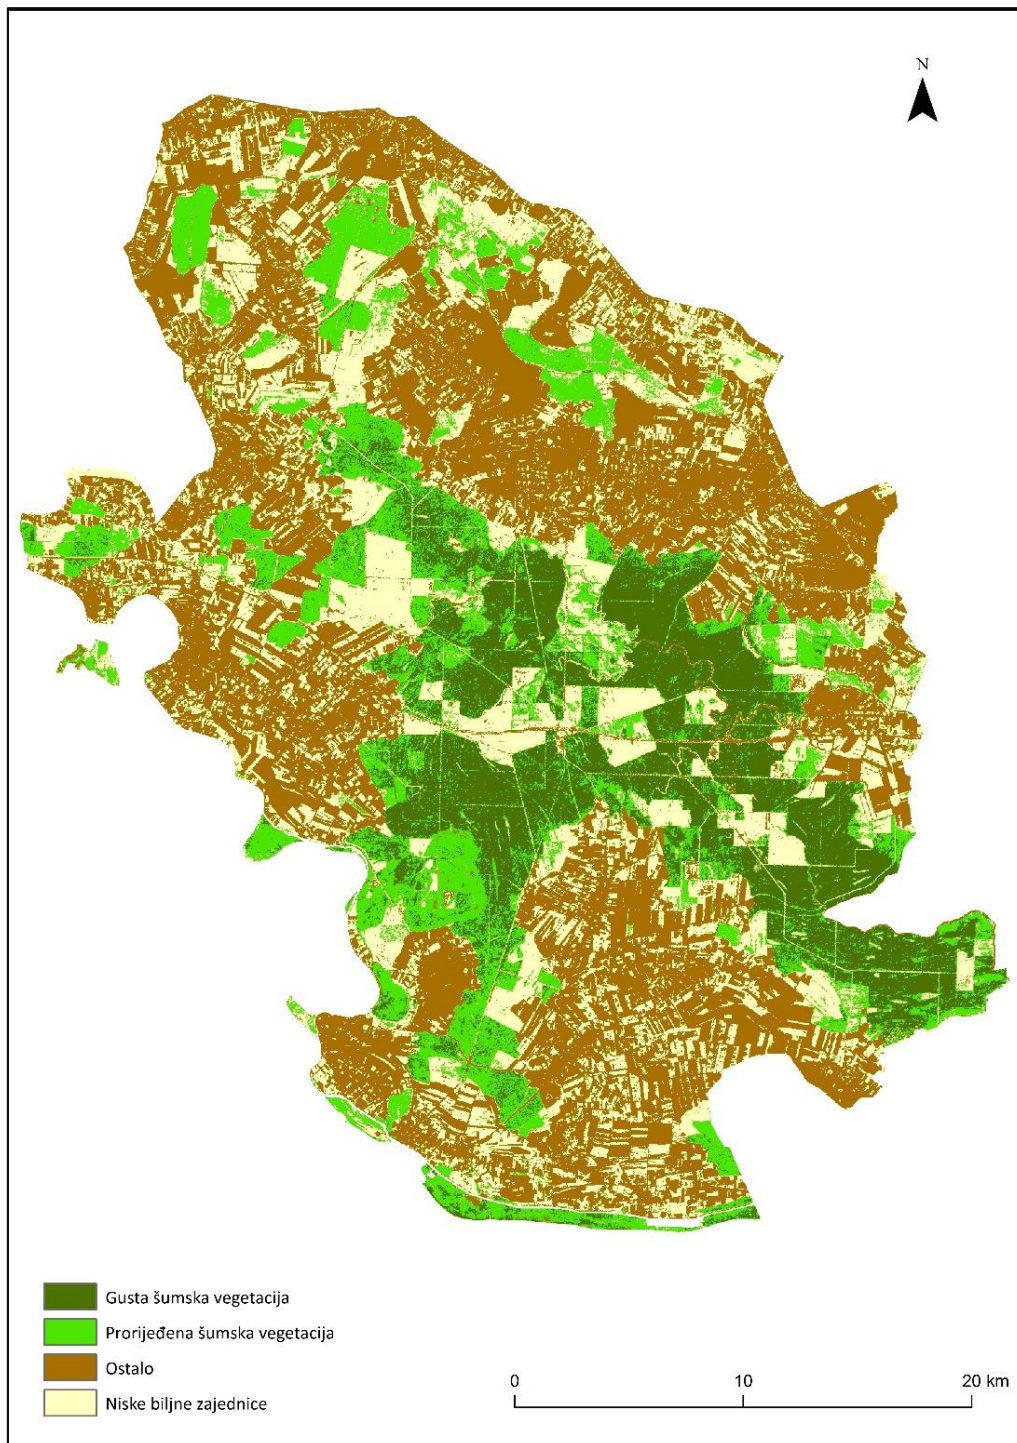 N
Gusta šumska vegetacija
Prorijeđena šumska vegetacija
Ostalo
Niske biljne zajednice
0 10 20 km